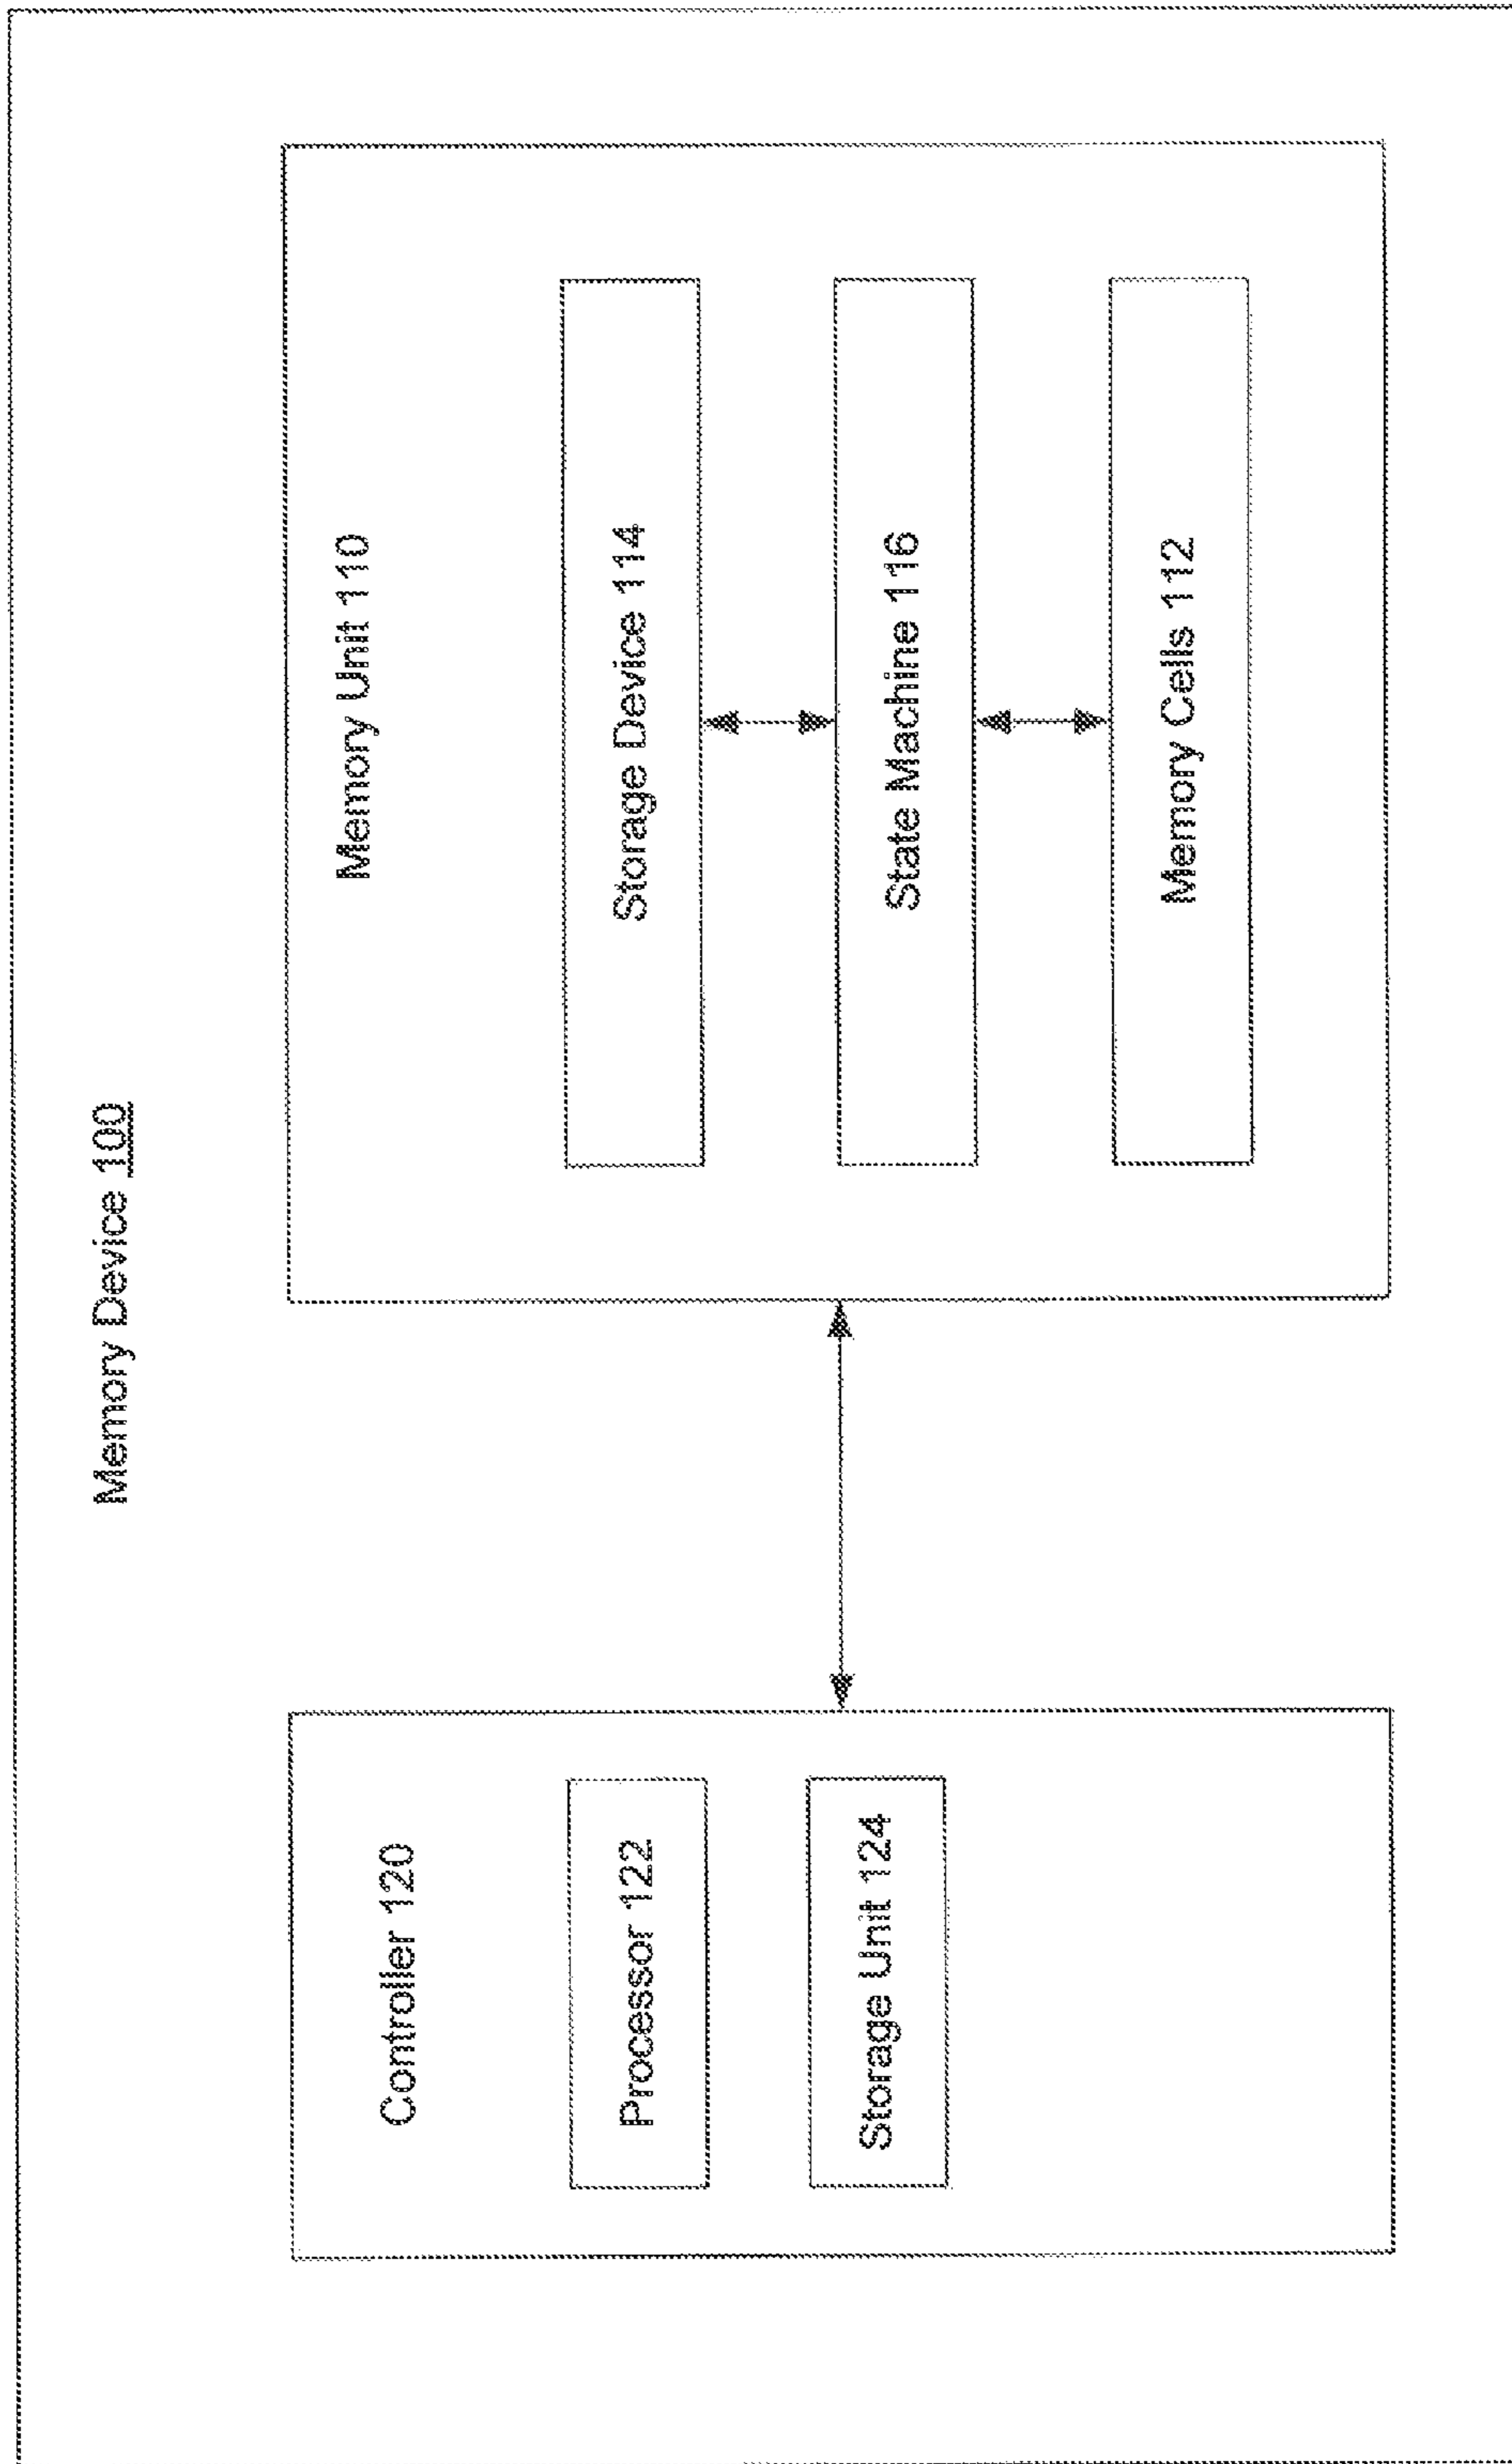 Memory Device 100
Controller 120
Processor 122
Storage Unit 124
Memory Unit 110
Storage Device 114
State Machine 116
Memory Cells 112